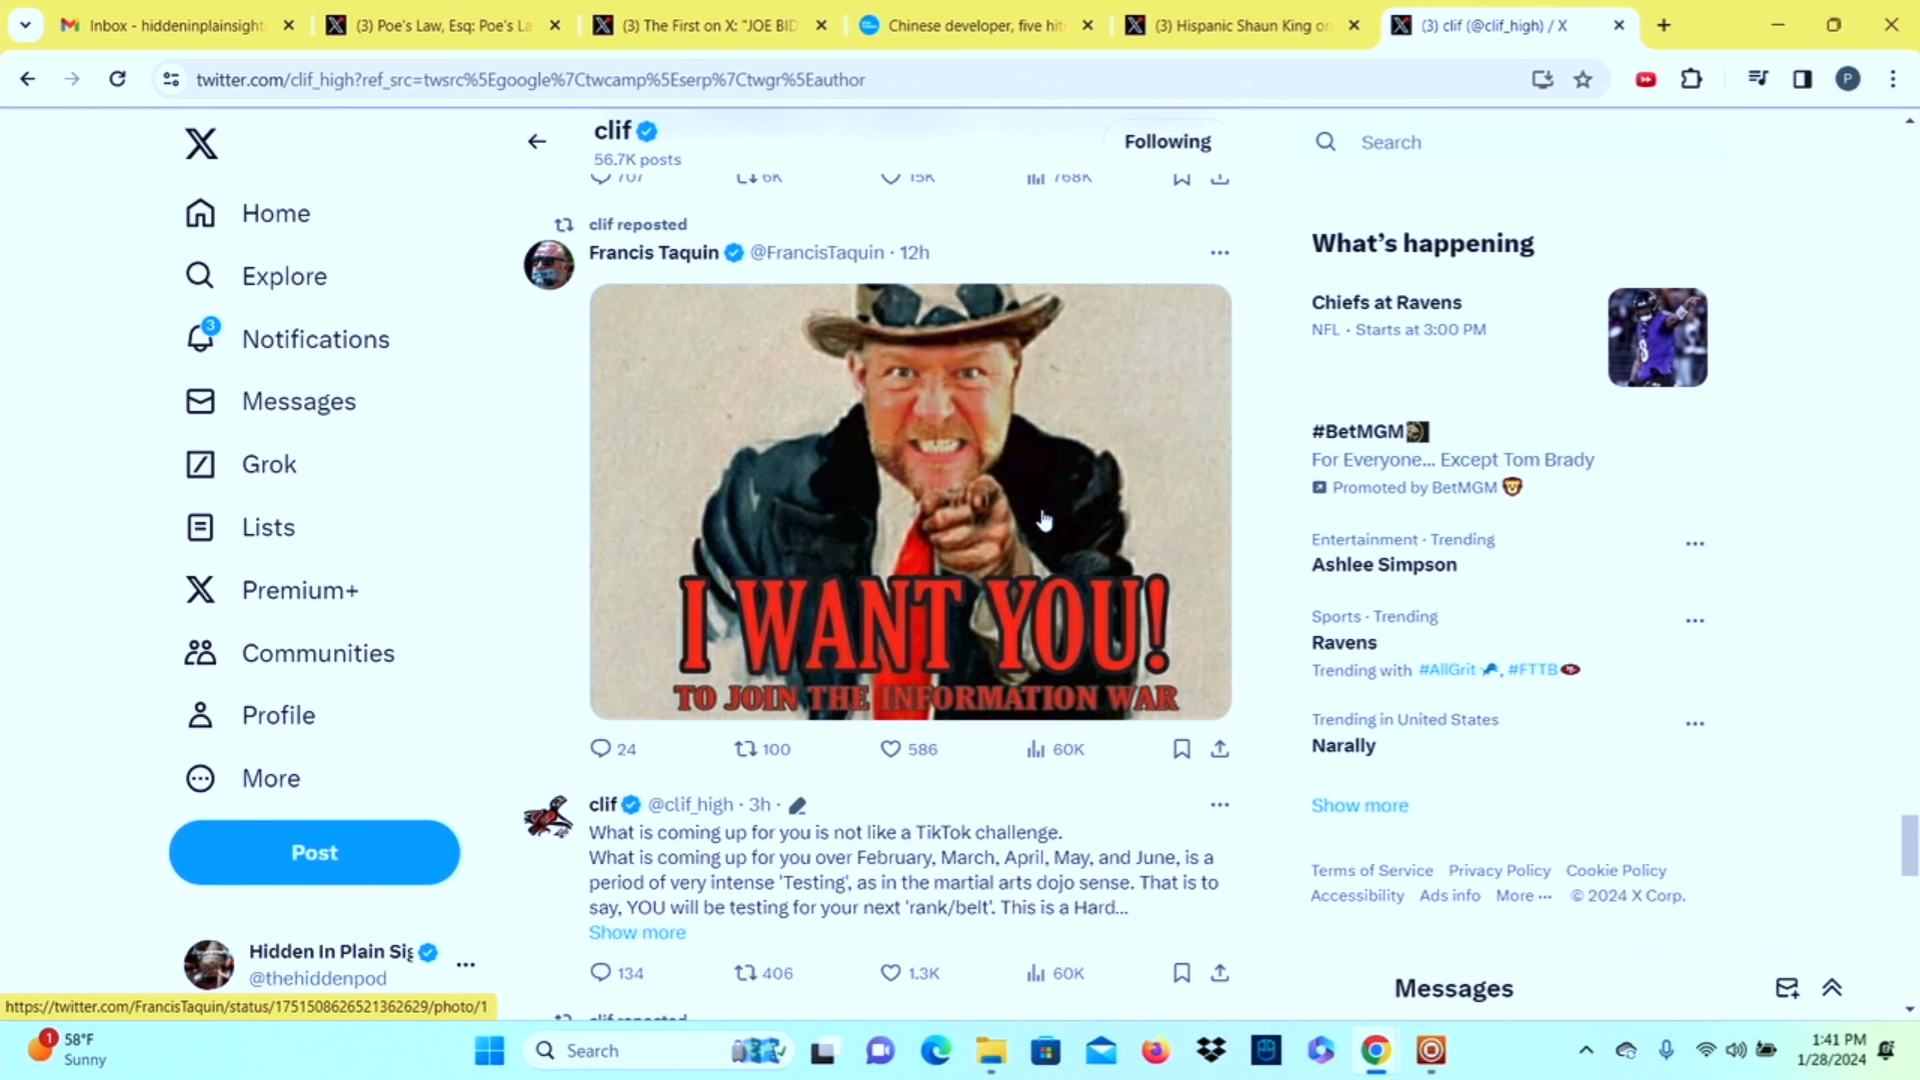 Inbox - hiddeninplainsight
(3) Poe's Law, Esq: Poe's La
(3) The First on X: "JOE BID
Chinese developer, five hit
(3) Hispanic Shaun King on
(3) clif (@clif_high) / X
twitter.com/clif_high?ref_src=twsrc%5Egoogle%7Ctwcamp%5Eserp%7Ctwgr%5Eauthor
P
Home
Explore
3
Notifications
Messages
Grok
Lists
Premium+
Communities
Profile
More
Post
Hidden In Plain Sig
@thehiddenpod
https://twitter.com/FrancisTaquin/status/1751508626521362629/photo/1
clif
56.7K posts
Following
707 6K 15K 768K
clif reposted
Francis Taquin @FrancisTaquin · 12h
I WANT YOU!
TO JOIN THE INFORMATION WAR
24 100 586 60K
clif @clif_high · 3h ·
What is coming up for you is not like a TikTok challenge.
What is coming up for you over February, March, April, May, and June, is a
period of very intense 'Testing', as in the martial arts dojo sense. That is to
say, YOU will be testing for your next 'rank/belt'. This is a Hard...
Show more
134 406 1.3K 60K
clif reposted
Search
What's happening
Chiefs at Ravens
NFL · Starts at 3:00 PM
8
#BetMGM
For Everyone... Except Tom Brady
Promoted by BetMGM
Entertainment · Trending
Ashlee Simpson
Sports · Trending
Ravens
Trending with #AllGrit, #FTTB
Trending in United States
Narally
Show more
Terms of Service Privacy Policy Cookie Policy
Accessibility Ads info More ··· © 2024 X Corp.
Messages
1
58°F
Sunny
Search
1:41 PM
1/28/2024